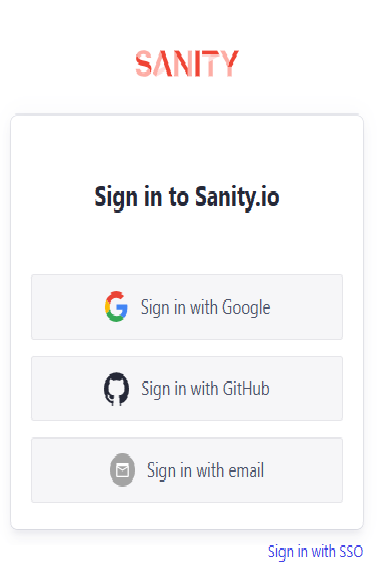 SANITY
Sign in to Sanity.io
Sign in with Google
Sign in with GitHub
Sign in with email
Sign in with SSO